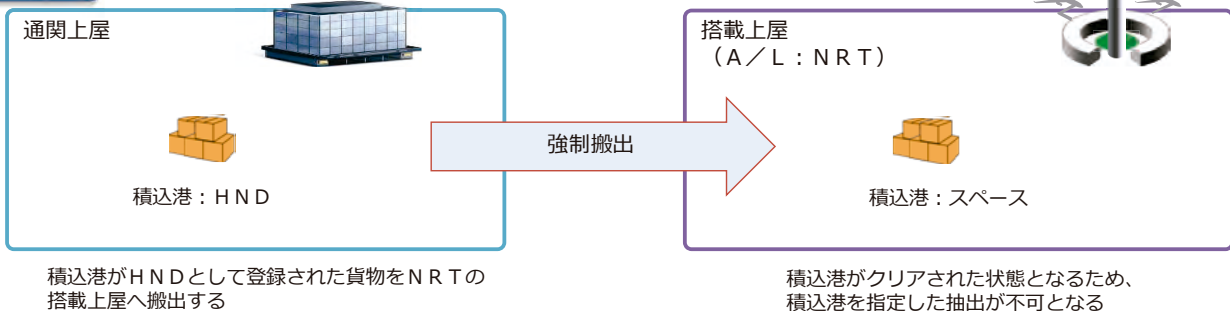 通関上屋
積込港：ＨＮＤ
強制搬出
搭載上屋
（Ａ／Ｌ：ＮＲＴ）
積込港：スペース
積込港がＨＮＤとして登録された貨物をＮＲＴの
搭載上屋へ搬出する
積込港がクリアされた状態となるため、
積込港を指定した抽出が不可となる